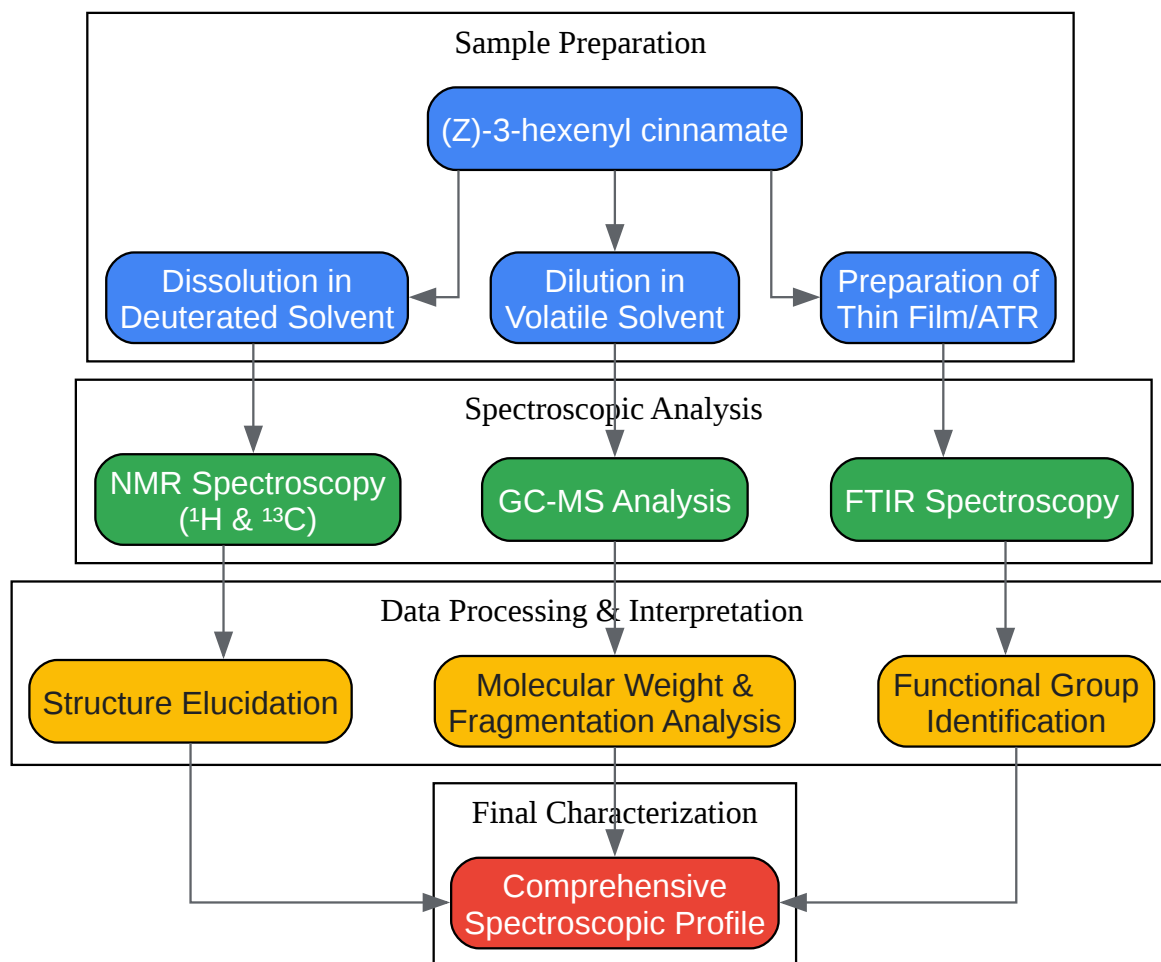 Sample Preparation
(Z)-3-hexenyl cinnamate
Dissolution in
Deuterated Solvent
Dilution in
Volatile Solvent
Preparation of
Thin Film/ATR
Spectroscopic Analysis
NMR Spectroscopy
(¹H & ¹³C)
GC-MS Analysis
FTIR Spectroscopy
Data Processing & Interpretation
Structure Elucidation
Molecular Weight &
Fragmentation Analysis
Functional Group
Identification
Final Characterization
Comprehensive
Spectroscopic Profile